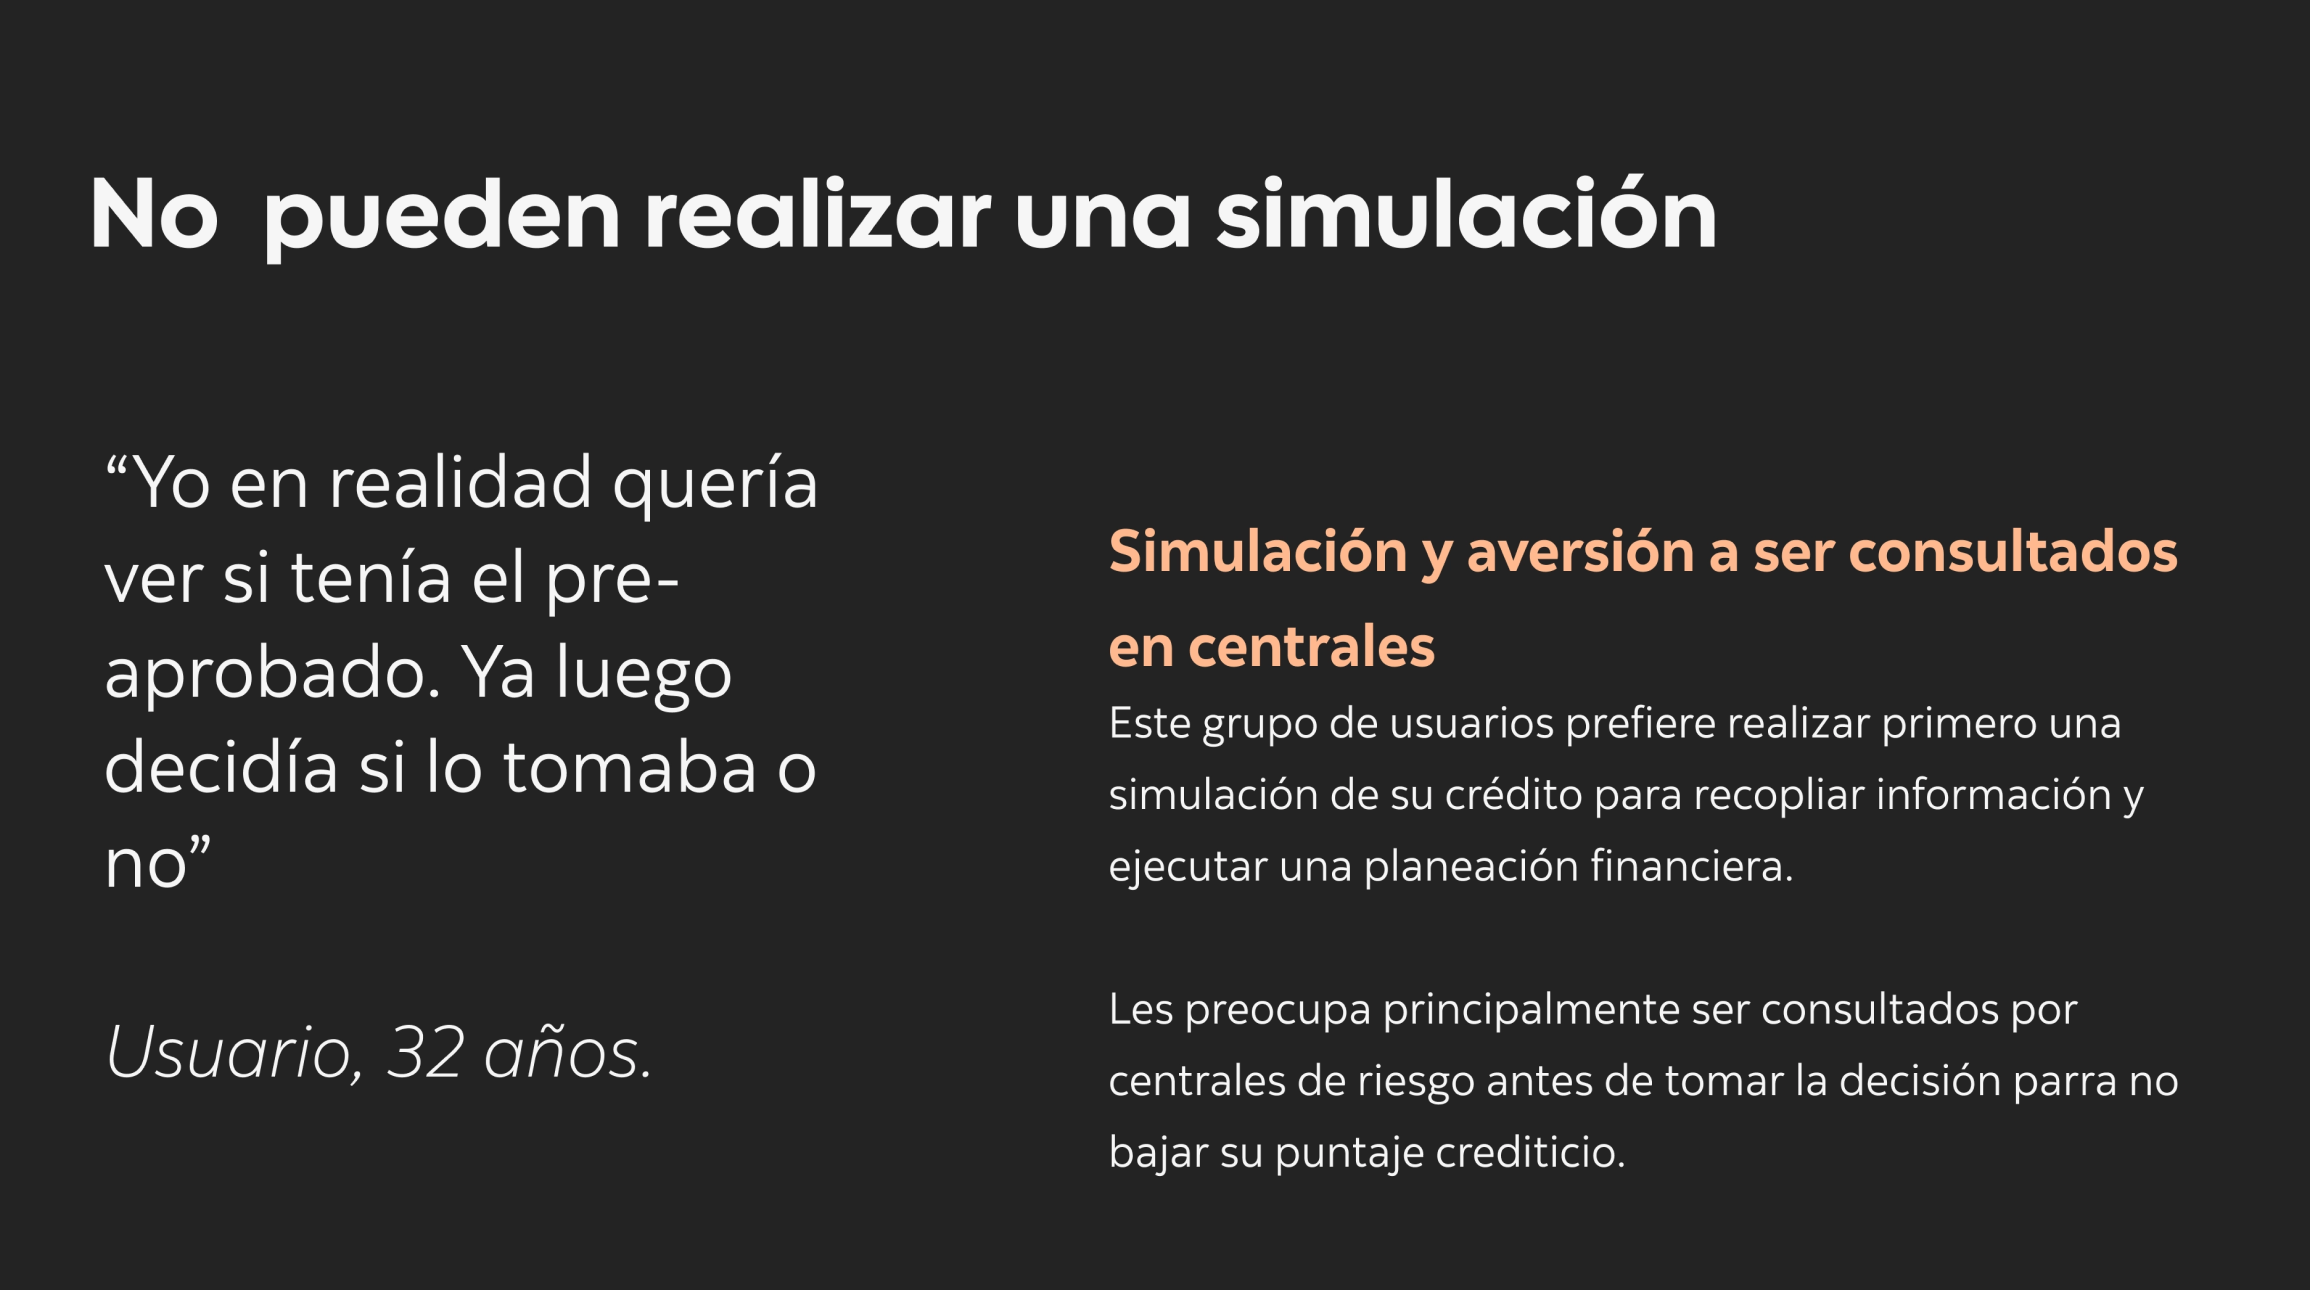 No  pueden realizar una simulación
“Yo en realidad quería
ver si tenía el pre-
aprobado. Ya luego
decidía si lo tomaba o
no”
Usuario, 32 años.
Simulación y aversión a ser consultados
en centrales
Este grupo de usuarios prefiere realizar primero una
simulación de su crédito para recopliar información y
ejecutar una planeación financiera.
Les preocupa principalmente ser consultados por
centrales de riesgo antes de tomar la decisión parra no
bajar su puntaje crediticio.